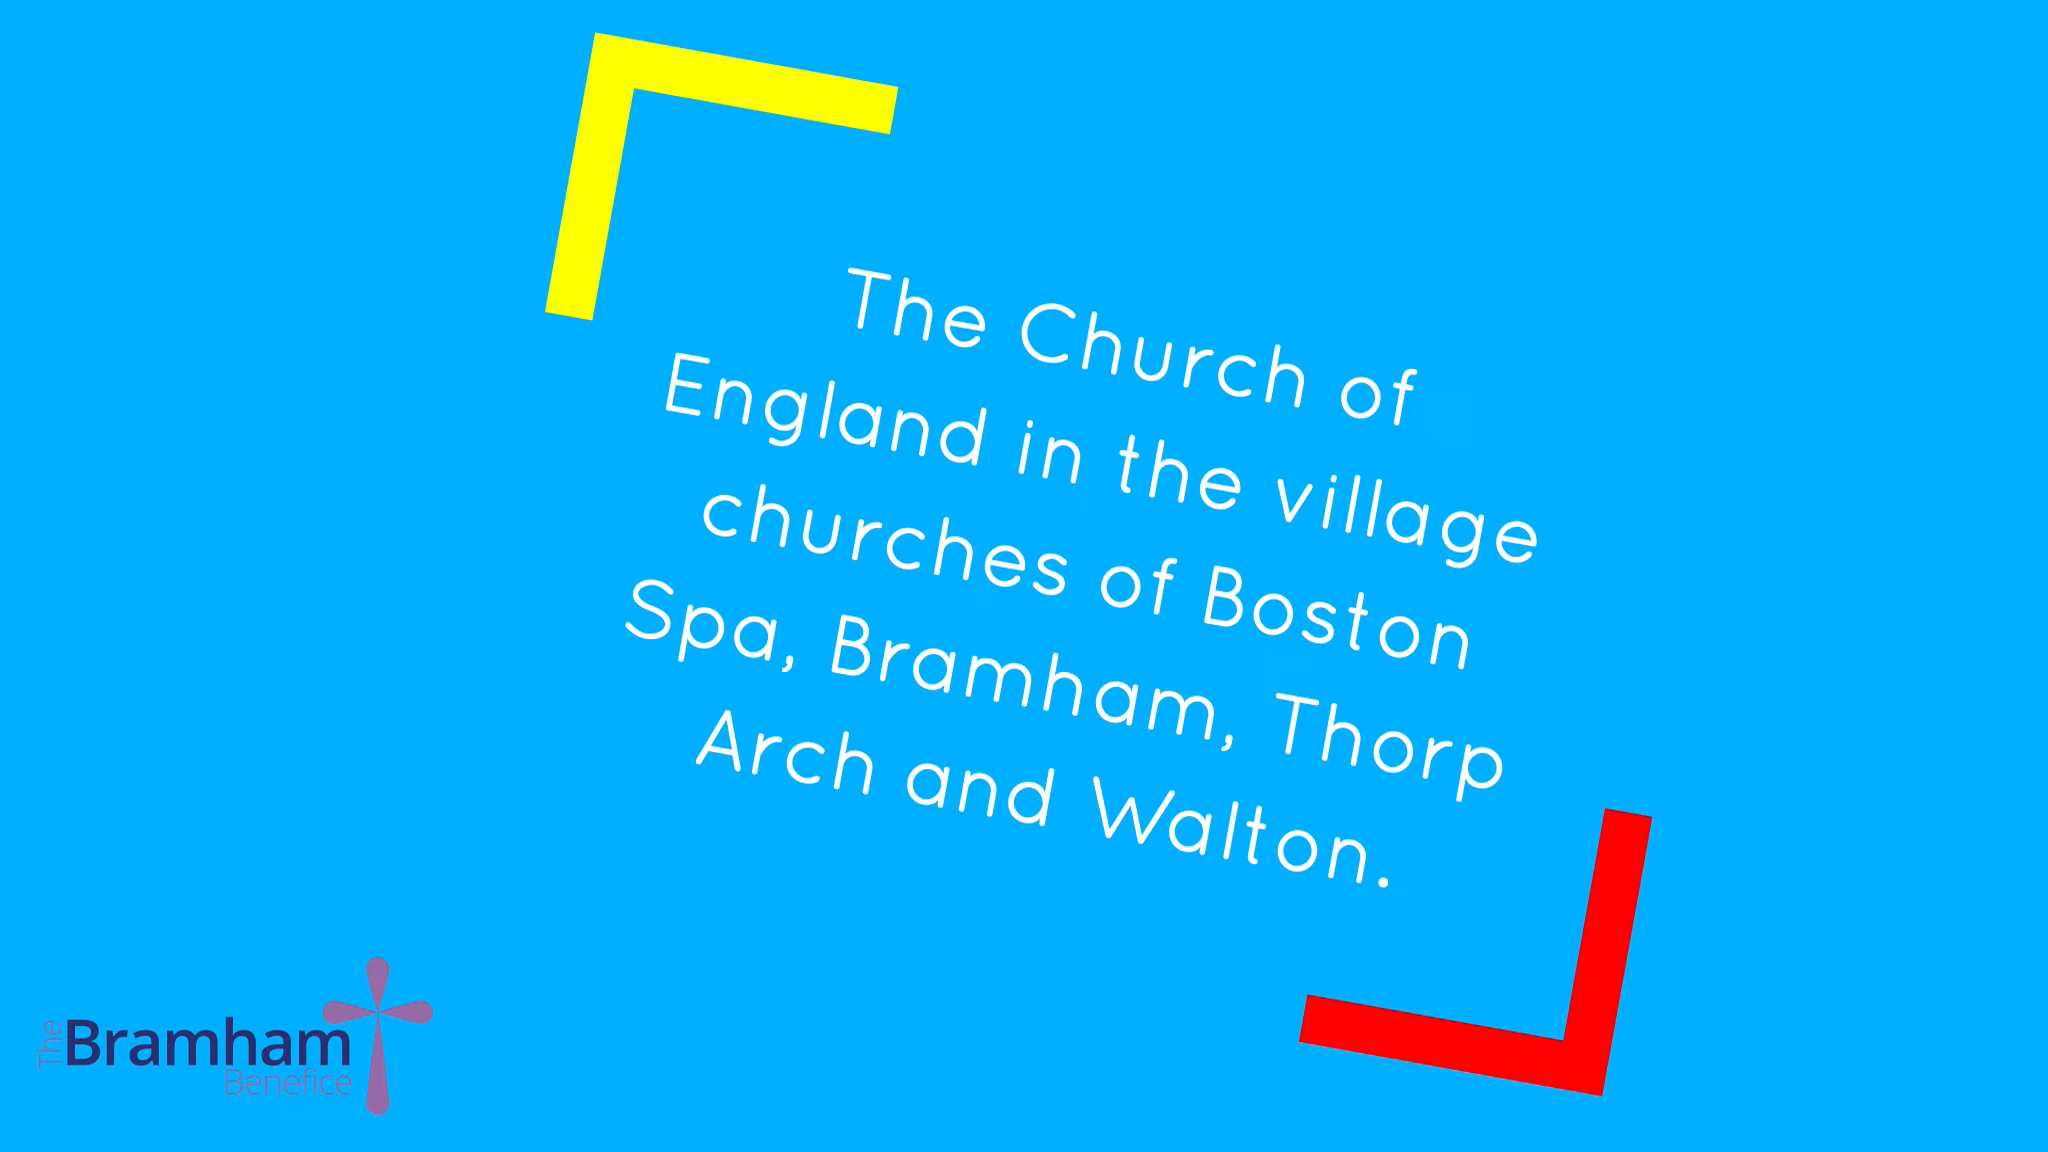 The Church of
England in the village
churches of Boston
Spa, Bramham, Thorp
Arch and Walton.
The
Bramham
Benefice